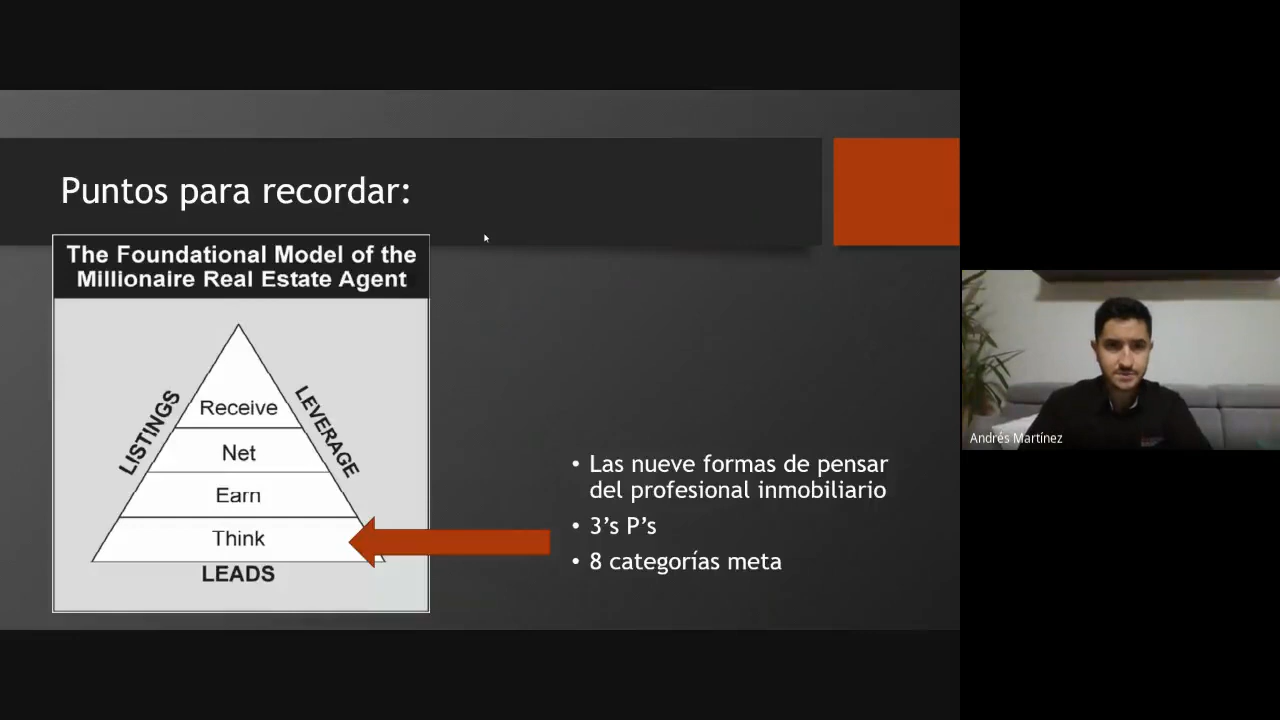 Puntos para recordar:
The Foundational Model of the
Millionaire Real Estate Agent
LISTINGS
LEVERAGE
Receive
Net
Earn
Think
LEADS
• Las nueve formas de pensar
del profesional inmobiliario
• 3’s P’s
• 8 categorías meta
Andrés Martínez